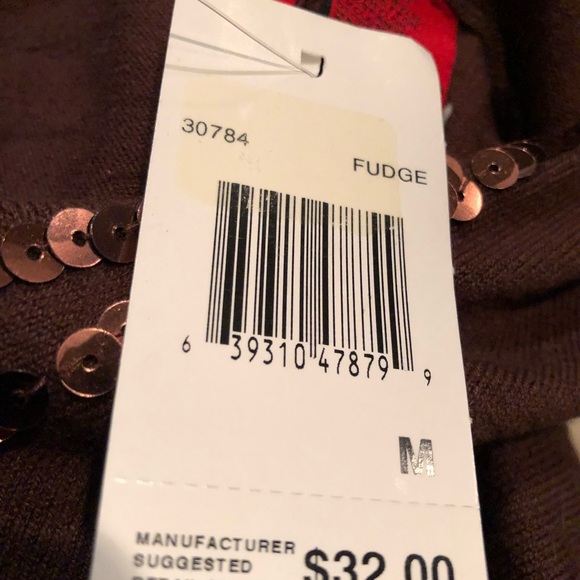 30784
FUDGE
6 39310 47879 9
M
MANUFACTURER
SUGGESTED
$32.00